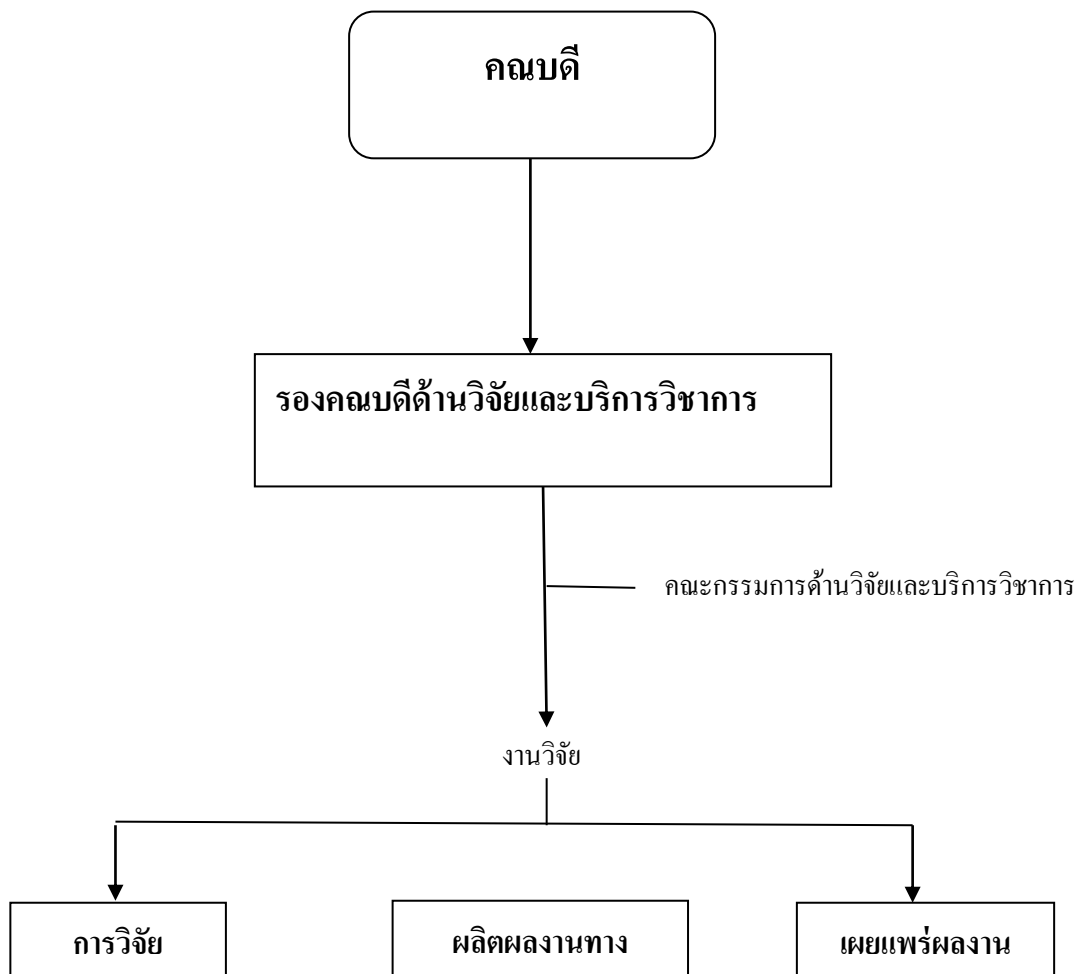 คณบดี
รองคณบดีด้านวิจัยและบริการวิชาการ
คณะกรรมการด้านวิจัยและบริการวิชาการ
งานวิจัย
การวิจัย
ผลิตผลงานทาง
เผยแพร่ผลงาน